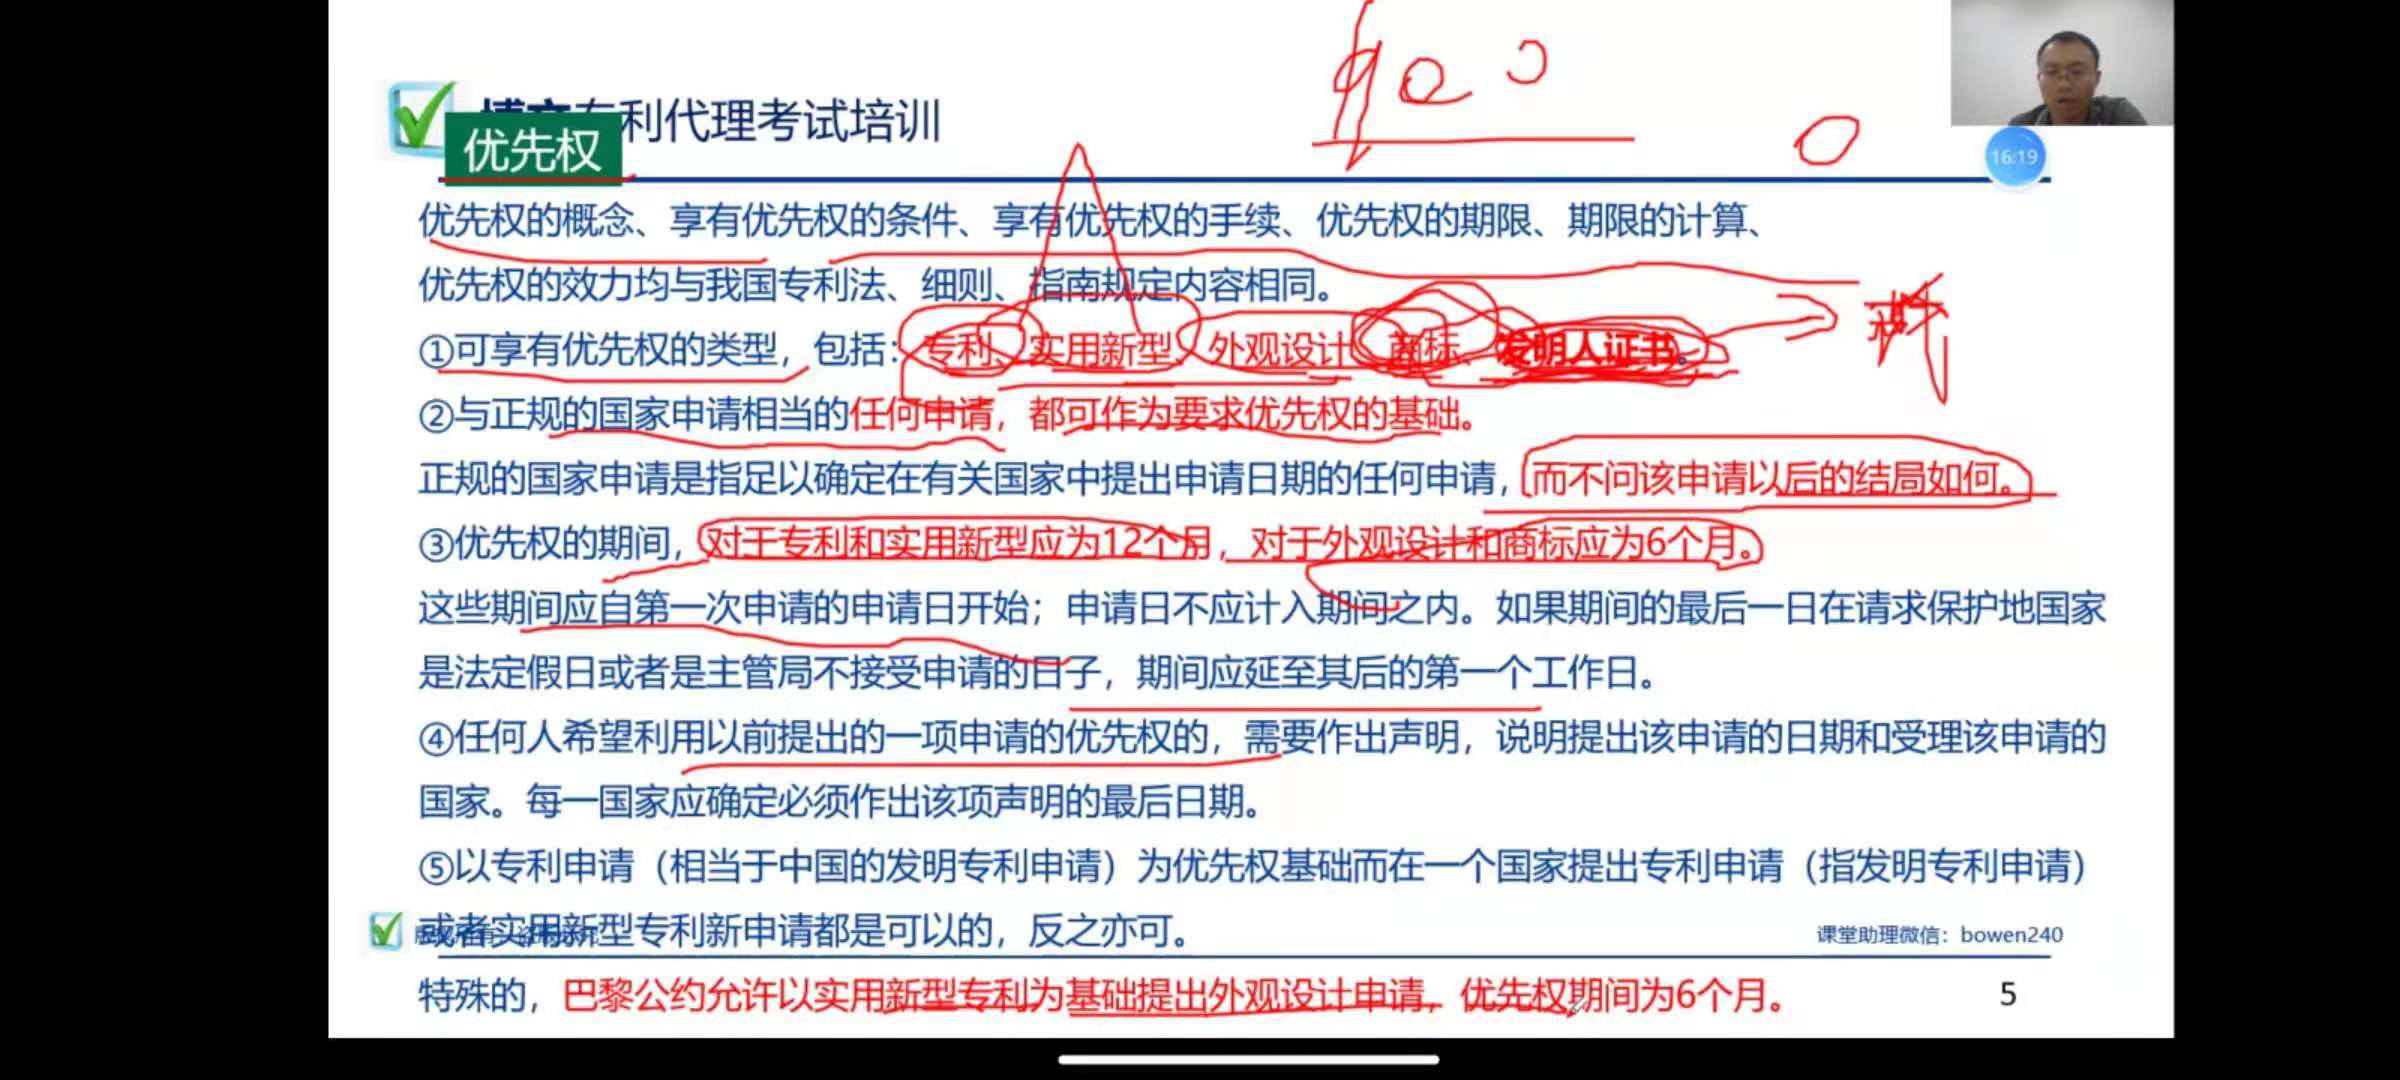 专利代理考试培训
优先权
16:19
优先权的概念、享有优先权的条件、享有优先权的手续、优先权的期限、期限的计算、
优先权的效力均与我国专利法、细则、指南规定内容相同。
①可享有优先权的类型，包括：专利、实用新型、外观设计、商标、发明人证书。
②与正规的国家申请相当的任何申请，都可作为要求优先权的基础。
正规的国家申请是指足以确定在有关国家中提出申请日期的任何申请，而不问该申请以后的结局如何。
③优先权的期间，对于专利和实用新型应为12个月，对于外观设计和商标应为6个月。
这些期间应自第一次申请的申请日开始；申请日不应计入期间之内。如果期间的最后一日在请求保护地国家
是法定假日或者是主管局不接受申请的日子，期间应延至其后的第一个工作日。
④任何人希望利用以前提出的一项申请的优先权的，需要作出声明，说明提出该申请的日期和受理该申请的
国家。每一国家应确定必须作出该项声明的最后日期。
⑤以专利申请（相当于中国的发明专利申请）为优先权基础而在一个国家提出专利申请（指发明专利申请）
或者实用新型专利新申请都是可以的，反之亦可。
课堂助理微信：bowen240
特殊的，巴黎公约允许以实用新型专利为基础提出外观设计申请，优先权期间为6个月。
5